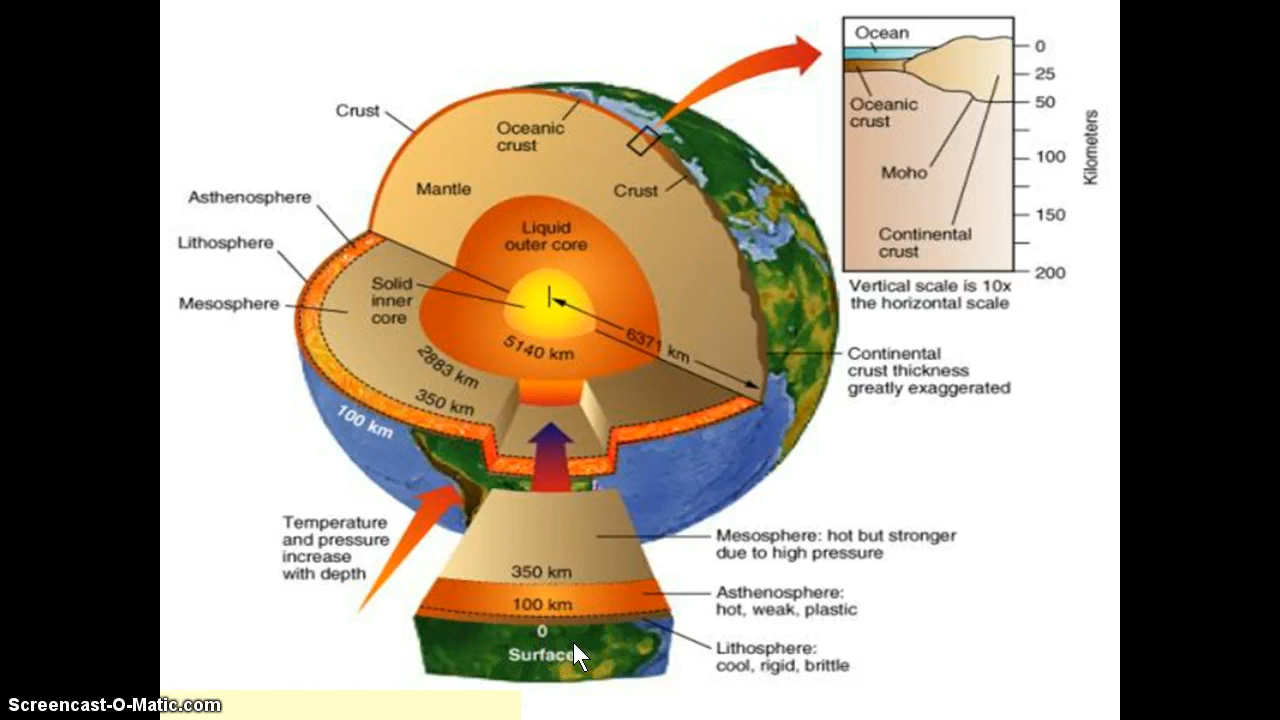 Ocean
0
25
Oceanic
crust
50
Moho
100
Kilometers
150
Continental
crust
200
Vertical scale is 10x
the horizontal scale
Crust
Oceanic
crust
Mantle
Crust
Asthenosphere
Lithosphere
Mesosphere
Liquid
outer core
Solid
inner
core
6371 km
5140 km
2883 km
350 km
100 km
Continental
crust thickness
greatly exaggerated
Temperature
and pressure
increase
with depth
Mesosphere: hot but stronger
due to high pressure
350 km
Asthenosphere:
hot, weak, plastic
100 km
0
Surface
Lithosphere:
cool, rigid, brittle
Screencast-O-Matic.com